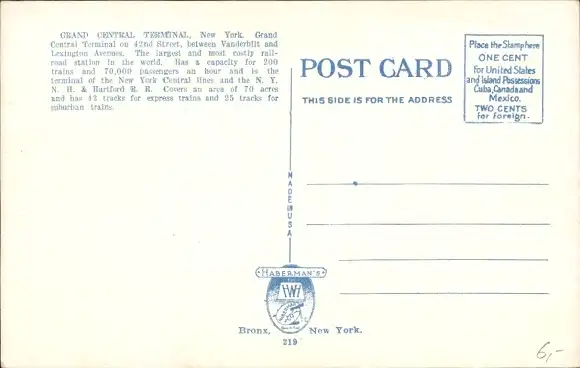 GRAND CENTRAL TERMINAL, New York. Grand
Central Terminal on 42nd Street, between Vanderbilt and
Lexington Avenues. The largest and most costly rail-
road station in the world. Has a capacity for 200
trains and 70,000 passengers an hour and is the
terminal of the New York Central lines and the N. Y.
N. H. & Hartford R. R. Covers an area of 70 acres
and has 42 tracks for express trains and 25 tracks for
suburban trains.
POST CARD
THIS SIDE IS FOR THE ADDRESS
Place the Stamp here
ONE CENT
for United States
and Island Possessions
Cuba, Canada and
Mexico.
TWO CENTS
for Foreign.
MADE IN USA
HABERMAN'S
Bronx, New York.
219
6,-